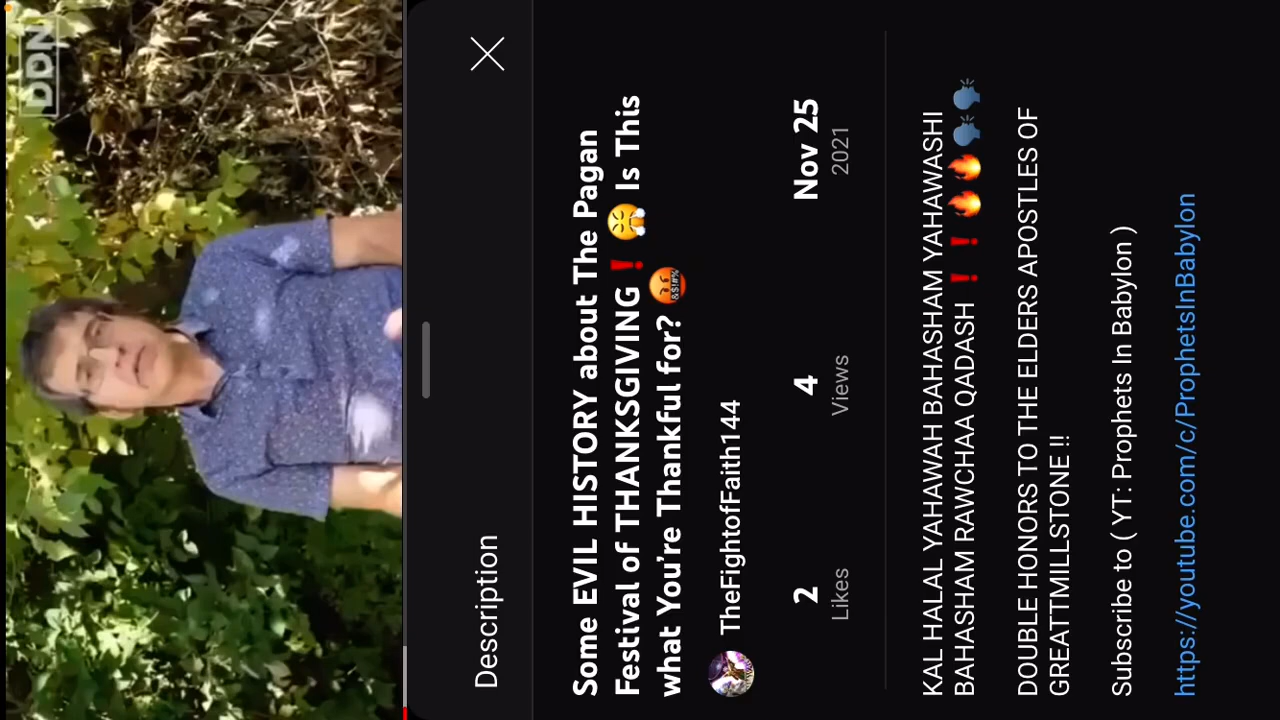 DDN
Description
Some EVIL HISTORY about The Pagan
Festival of THANKSGIVING❗😤 Is This
what You're Thankful for? 🤬
TheFightofFaith144
2 4 Nov 25
Likes Views 2021
KAL HALAL YAHAWAH BAHASHAM YAHAWASHI
BAHASHAM RAWCHAA QADASH ❗❗🔥🔥🗣🗣
DOUBLE HONORS TO THE ELDERS APOSTLES OF
GREATTMILLSTONE !!
Subscribe to ( YT: Prophets In Babylon )
https://youtube.com/c/ProphetsInBabylon